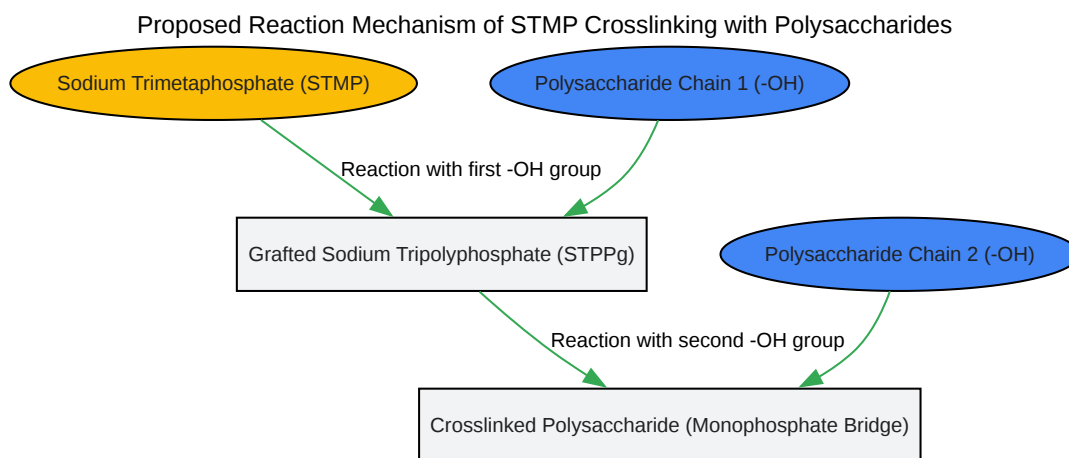 Proposed Reaction Mechanism of STMP Crosslinking with Polysaccharides
Sodium Trimetaphosphate (STMP)
Polysaccharide Chain 1 (-OH)
Reaction with first -OH group
Grafted Sodium Tripolyphosphate (STPPg)
Polysaccharide Chain 2 (-OH)
Reaction with second -OH group
Crosslinked Polysaccharide (Monophosphate Bridge)